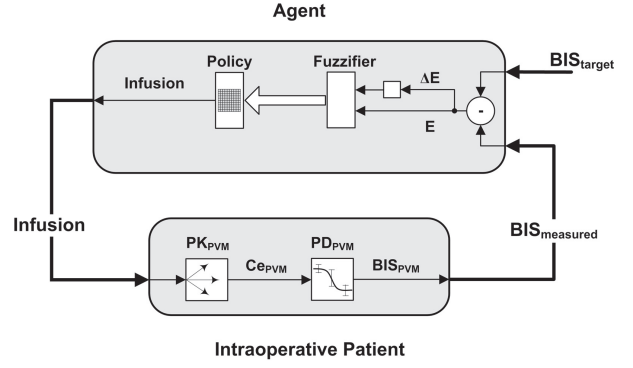 Agent
Policy
Fuzzifier
BIStarget
Infusion
ΔE
-
E
Infusion
BISmeasured
PKPVM
PDPVM
CePVM
BISPVM
Intraoperative Patient